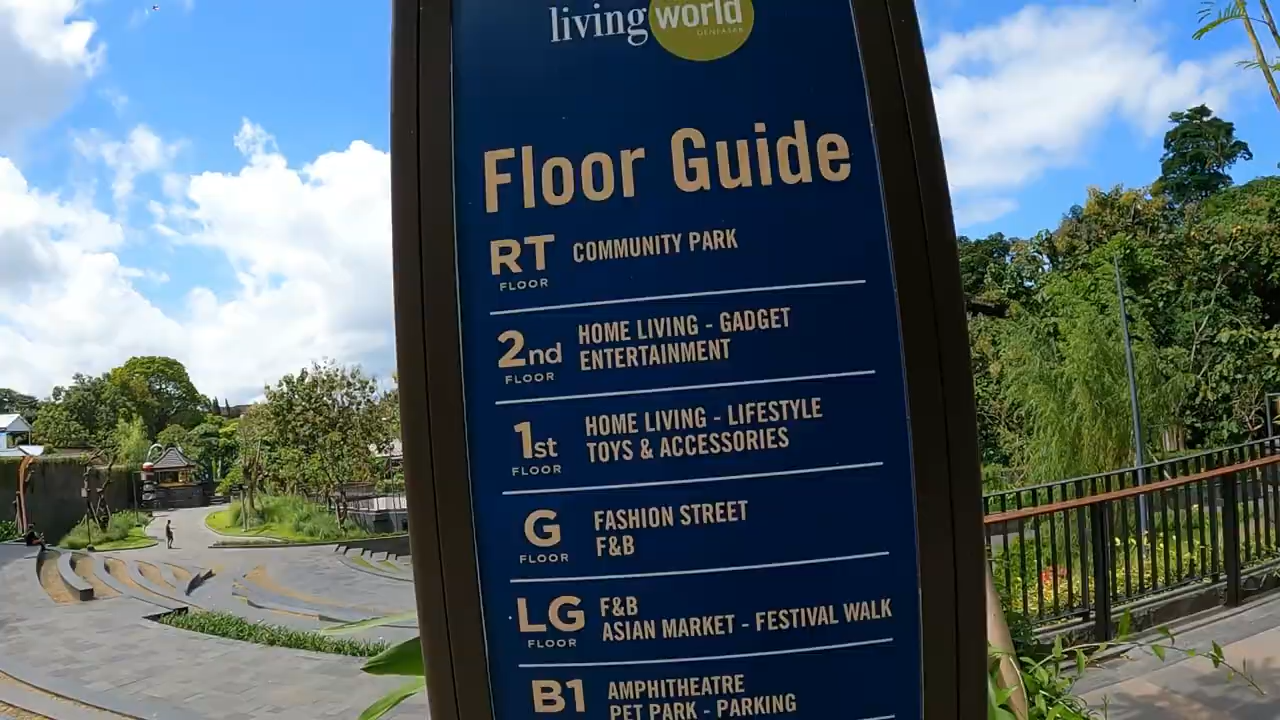 living world
DENPASAR
Floor Guide
RT FLOOR COMMUNITY PARK
2nd FLOOR HOME LIVING - GADGET
ENTERTAINMENT
1st FLOOR HOME LIVING - LIFESTYLE
TOYS & ACCESSORIES
G FLOOR FASHION STREET
F&B
LG FLOOR F&B
ASIAN MARKET - FESTIVAL WALK
B1 AMPHITHEATRE
PET PARK - PARKING